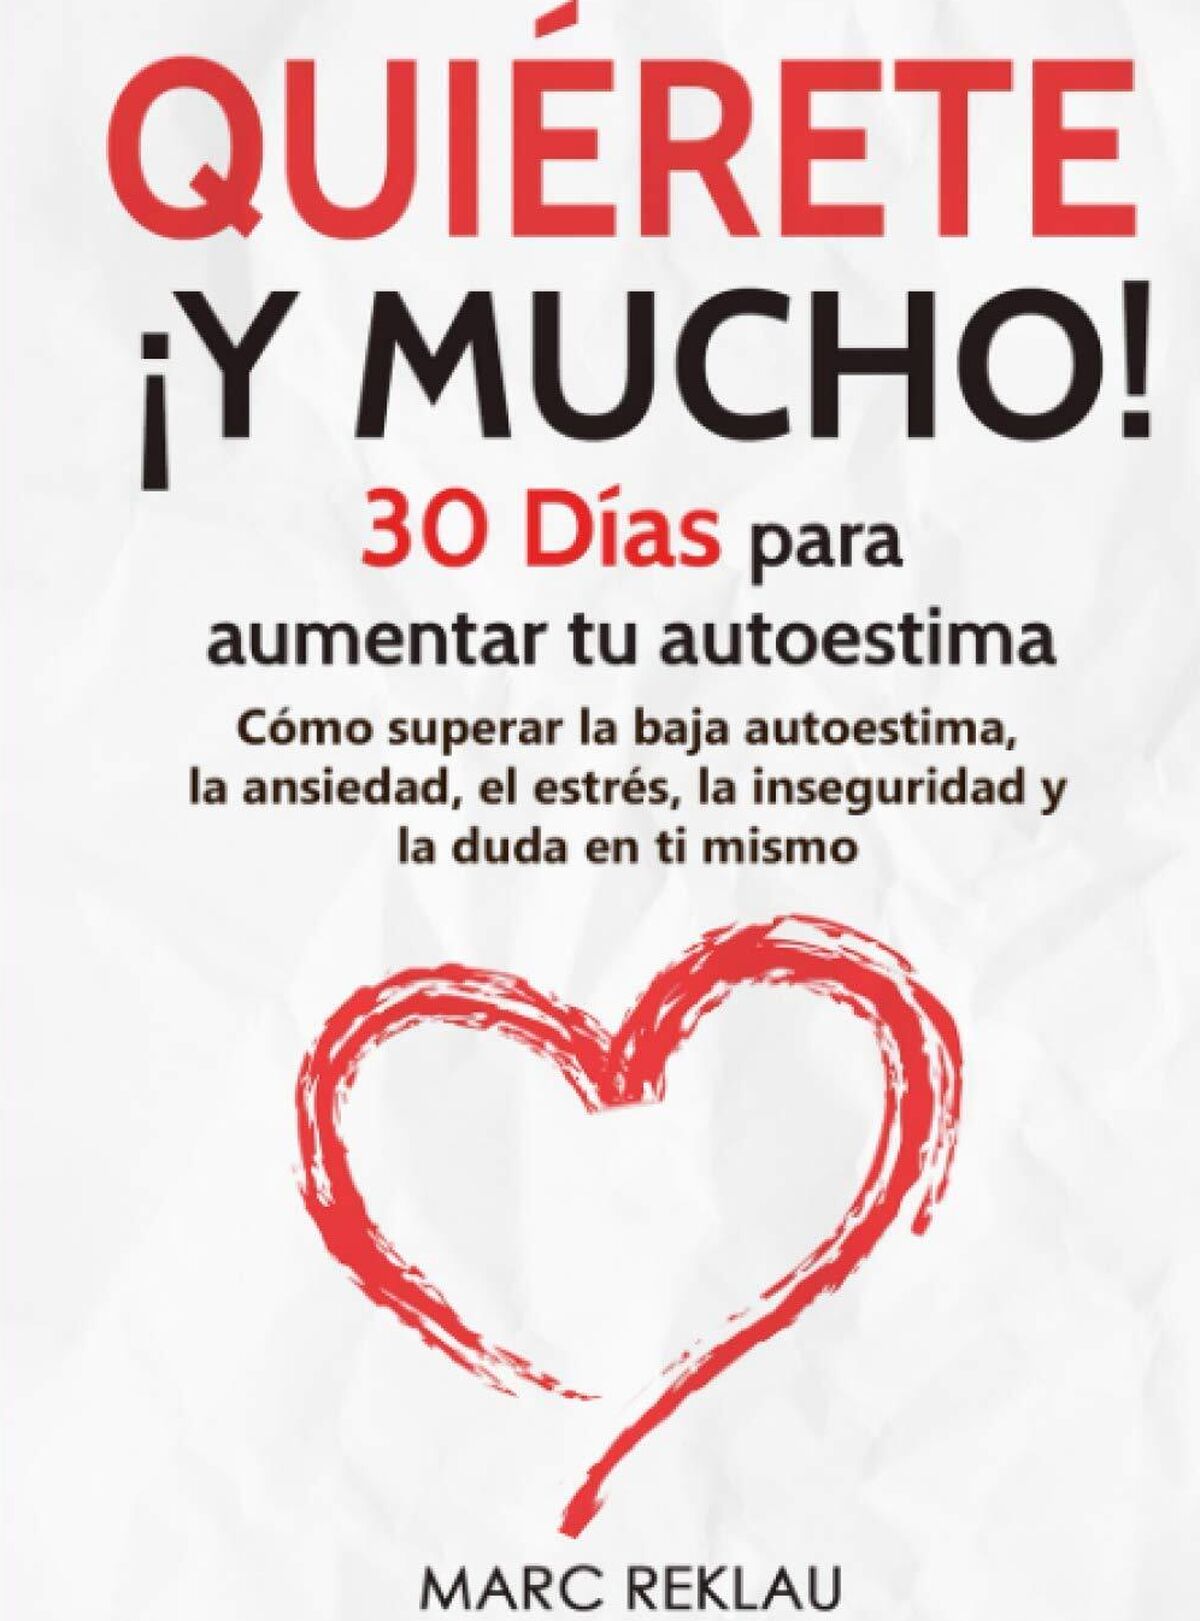 QUIÉRETE
¡Y MUCHO!
30 Días para
aumentar tu autoestima
Cómo superar la baja autoestima,
la ansiedad, el estrés, la inseguridad y
la duda en ti mismo
MARC REKLAU